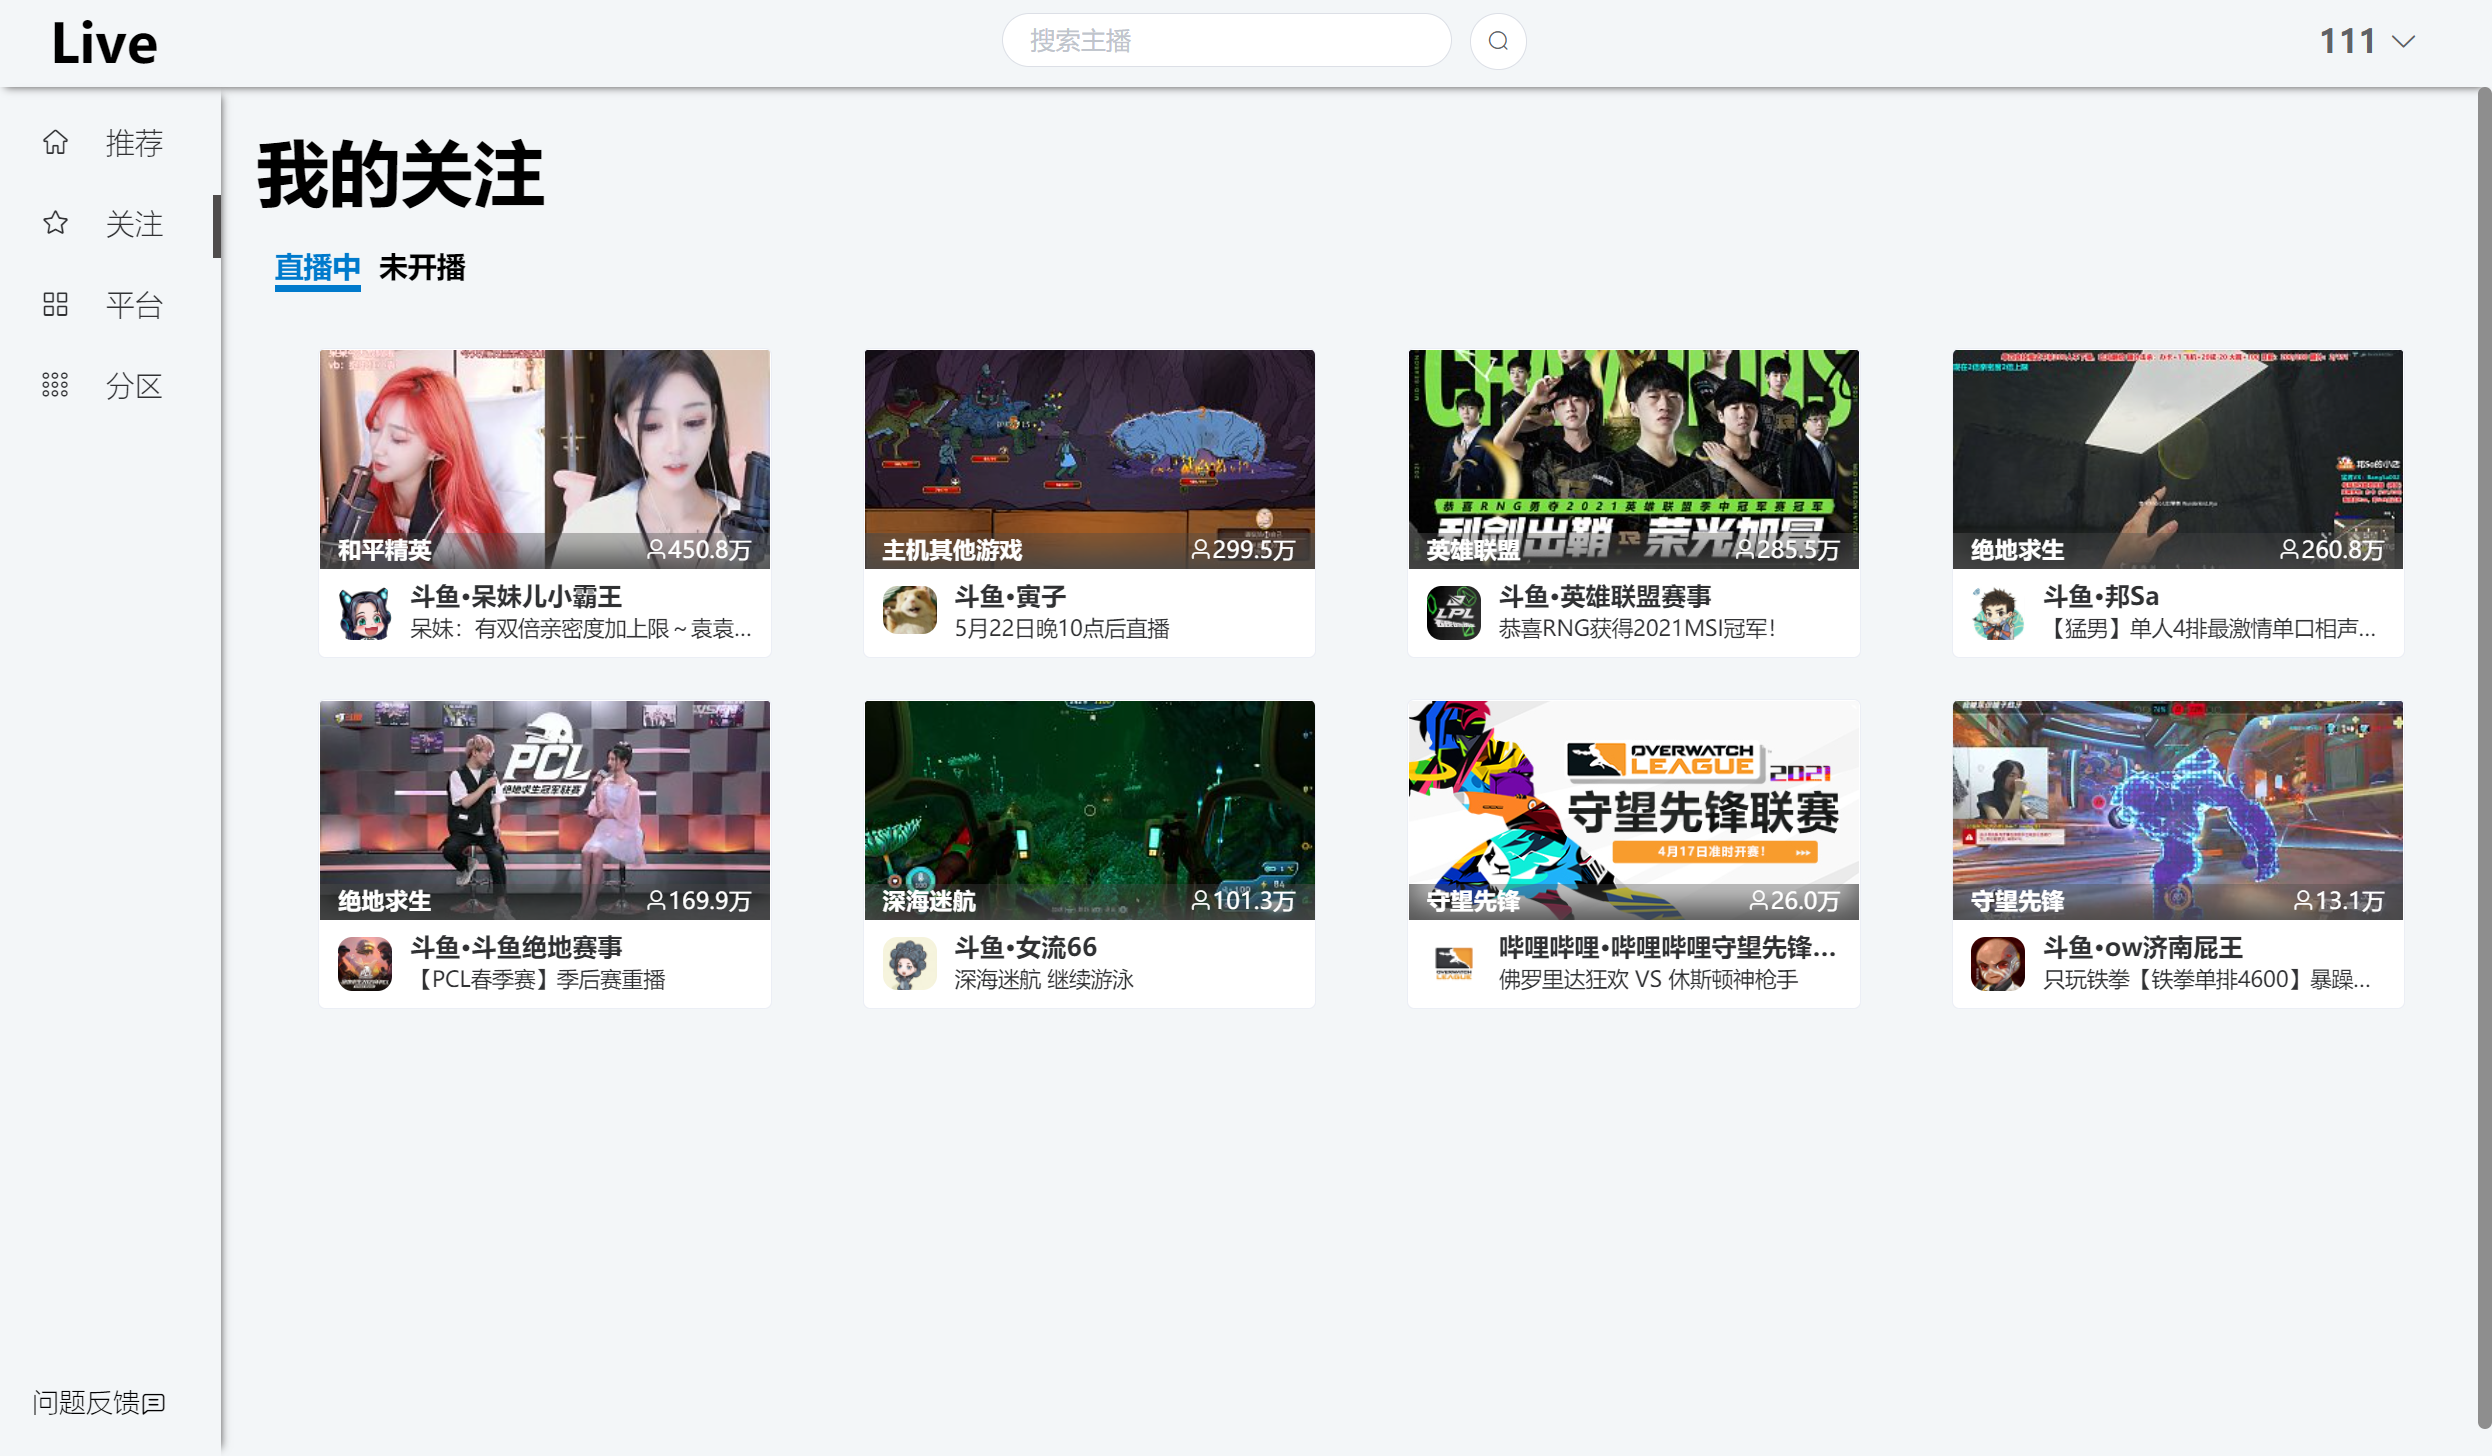 Live
搜索主播
111
推荐
关注
平台
分区
问题反馈
我的关注
直播中 未开播
和平精英 450.8万
斗鱼·呆妹儿小霸王
呆妹：有双倍亲密度加上限～袁袁...
主机其他游戏 299.5万
斗鱼·寅子
5月22日晚10点后直播
恭喜RNG勇夺2021英雄联盟季中冠军赛冠军
利剑出鞘 荣光加冕
英雄联盟 285.5万
LPL
斗鱼·英雄联盟赛事
恭喜RNG获得2021MSI冠军！
绝地求生 260.8万
斗鱼·邦Sa
【猛男】单人4排最激情单口相声...
PCL
绝地求生冠军联赛
绝地求生 169.9万
斗鱼·斗鱼绝地赛事
【PCL春季赛】季后赛重播
深海迷航 101.3万
斗鱼·女流66
深海迷航 继续游泳
OVERWATCH
LEAGUE 2021
守望先锋联赛
4月17日准时开赛！
守望先锋 26.0万
哔哩哔哩·哔哩哔哩守望先锋...
佛罗里达狂欢 VS 休斯顿神枪手
守望先锋 13.1万
斗鱼·ow济南尼王
只玩铁拳【铁拳单排4600】暴躁...